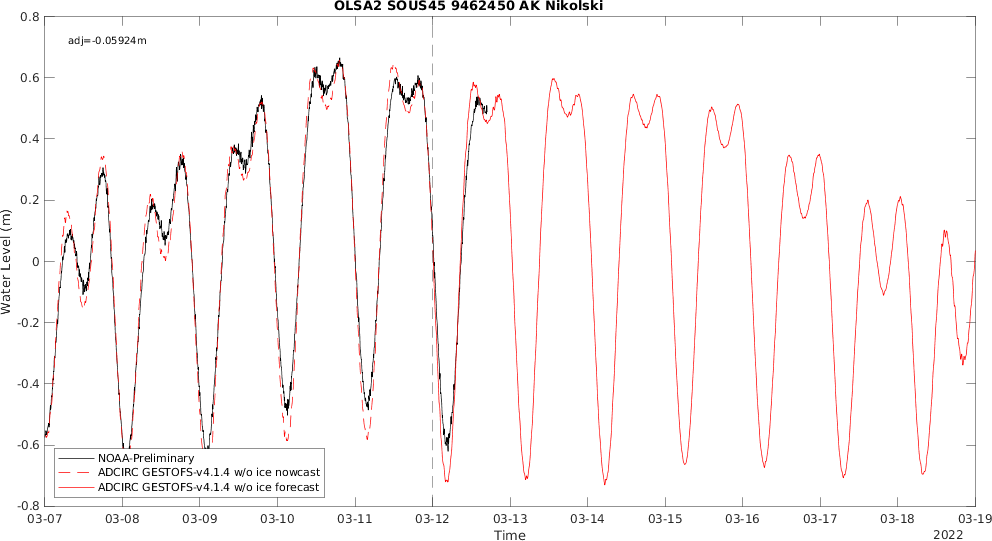 OLSA2 SOUS45 9462450 AK Nikolski
adj=-0.05924m
0.8
0.6
0.4
0.2
0
-0.2
-0.4
-0.6
-0.8
Water Level (m)
NOAA-Preliminary
ADCIRC GESTOFS-v4.1.4 w/o ice nowcast
ADCIRC GESTOFS-v4.1.4 w/o ice forecast
03-07 03-08 03-09 03-10 03-11 03-12 03-13 03-14 03-15 03-16 03-17 03-18 03-19
Time
2022